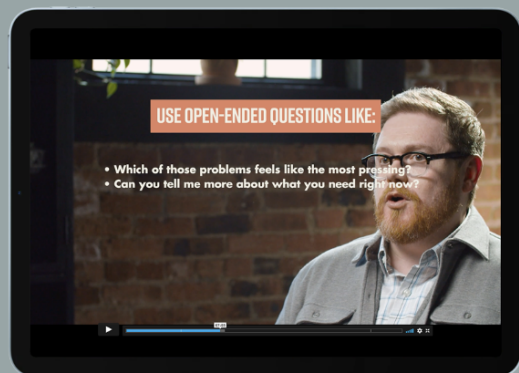 USE OPEN-ENDED QUESTIONS LIKE:
• Which of those problems feels like the most pressing?
• Can you tell me more about what you need right now?